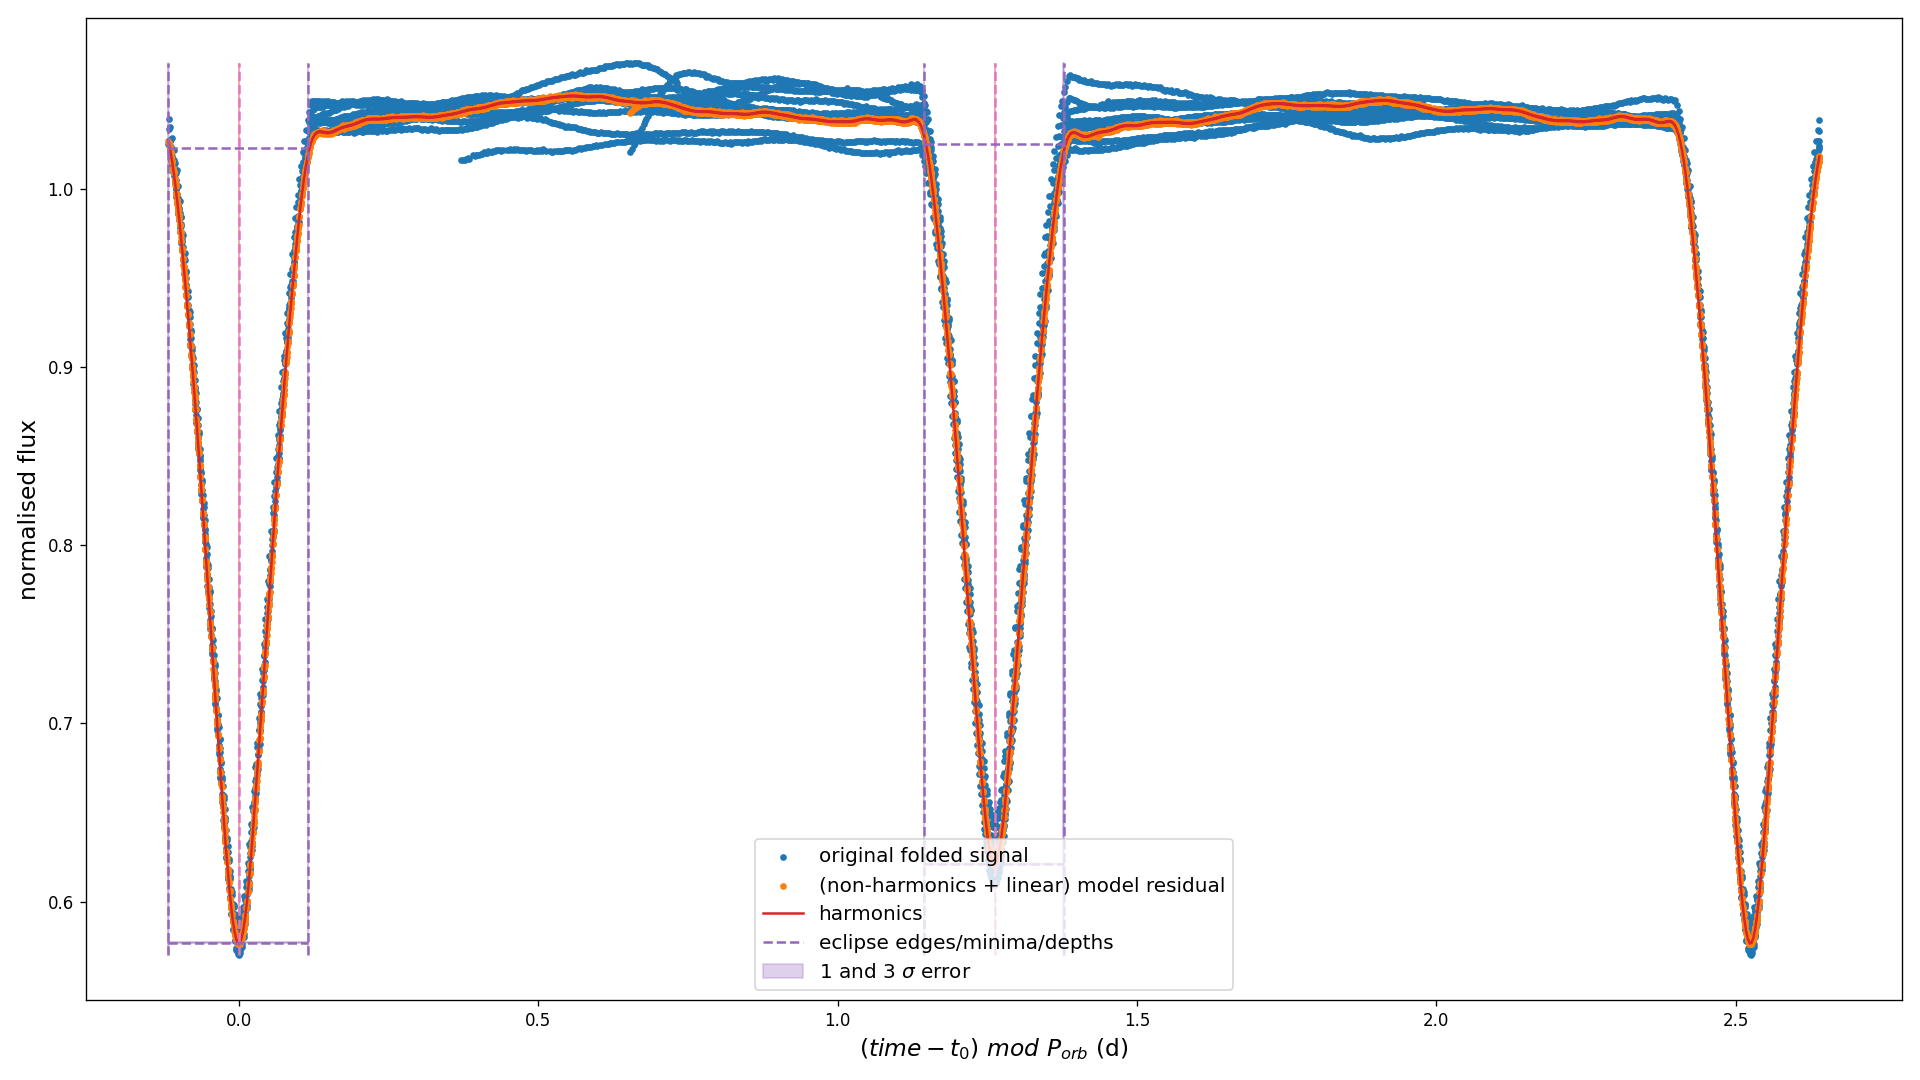 normalised flux
1.0
0.9
0.8
0.7
0.6
original folded signal
(non-harmonics + linear) model residual
harmonics
eclipse edges/minima/depths
1 and 3 σ error
0.0 0.5 1.0 1.5 2.0 2.5
(time − t₀) mod Pₒᵣb (d)